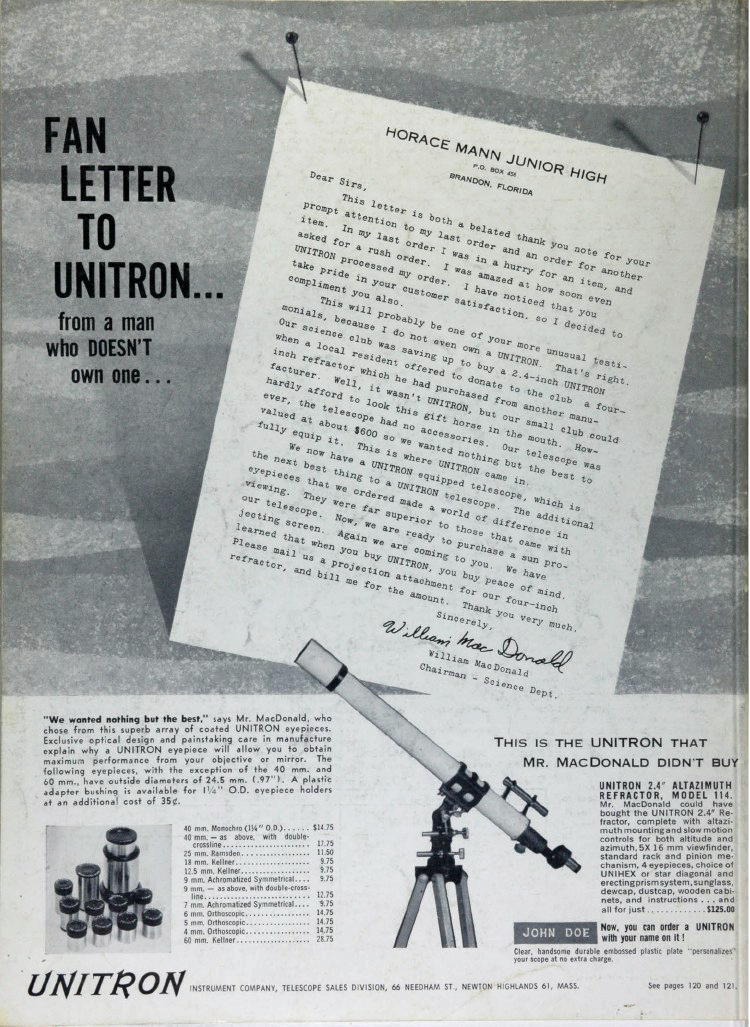 FAN
LETTER
TO
UNITRON...
from a man
who DOESN'T
own one...
HORACE MANN JUNIOR HIGH
P.O. BOX 451
BRANDON, FLORIDA
Dear Sirs,
This letter is both a belated thank you note for your
prompt attention to my last order and an order for another
item. In my last order I was in a hurry for an item, and
asked for a rush order. I was amazed at how soon even
UNITRON processed my order. I have noticed that you
take pride in your customer satisfaction, so I decided to
compliment you also.
This will probably be one of your more unusual testi-
monials, because I do not even own a UNITRON. That's right.
Our science club was saving up to buy a 2.4-inch UNITRON
when a local resident offered to donate to the club a four-
inch refractor which he had purchased from another manu-
facturer. Well, it wasn't UNITRON, but our small club could
hardly afford to look this gift horse in the mouth. How-
ever, the telescope had no accessories. Our telescope was
valued at about $600 so we wanted nothing but the best to
fully equip it. This is where UNITRON came in.
We now have a UNITRON equipped telescope, which is
the next best thing to a UNITRON telescope. The additional
eyepieces that we ordered made a world of difference in
viewing. They were far superior to those that came with
our telescope. Now, we are ready to purchase a sun pro-
jecting screen. Again we are coming to you. We have
learned that when you buy UNITRON, you buy peace of mind.
Please mail us a projection attachment for our four-inch
refractor, and bill me for the amount. Thank you very much.
Sincerely,
William MacDonald
William MacDonald
Chairman - Science Dept.
"We wanted nothing but the best," says Mr. MacDonald, who
chose from this superb array of coated UNITRON eyepieces.
Exclusive optical design and painstaking care in manufacture
explain why a UNITRON eyepiece will allow you to obtain
maximum performance from your objective or mirror. The
following eyepieces, with the exception of the 40 mm. and
60 mm., have outside diameters of 24.5 mm. (.97"). A plastic
adapter bushing is available for 1¼" O.D. eyepiece holders
at an additional cost of 35¢.
40 mm. Monochro (1¼" O.D.)...... $14.75
40 mm. — as above, with double-
crossline........................ 17.75
25 mm. Ramsden................. 11.50
18 mm. Kellner................... 9.75
12.5 mm. Kellner................. 9.75
9 mm. Achromatized Symmetrical.... 9.75
9 mm. — as above, with double-cross-
line............................ 12.75
7 mm. Achromatized Symmetrical.... 9.75
6 mm. Orthoscopic................ 14.75
5 mm. Orthoscopic................ 14.75
4 mm. Orthoscopic................ 14.75
60 mm. Kellner................... 28.75
THIS IS THE UNITRON THAT
MR. MACDONALD DIDN'T BUY
UNITRON 2.4" ALTAZIMUTH
REFRACTOR, MODEL 114.
Mr. MacDonald could have
bought the UNITRON 2.4" Re-
fractor, complete with altazi-
muth mounting and slow motion
controls for both altitude and
azimuth, 5X 16 mm viewfinder,
standard rack and pinion me-
chanism, 4 eyepieces, choice of
UNIHEX or star diagonal and
erecting prism system, sunglass,
dewcap, dustcap, wooden cabi-
nets, and instructions... and
all for just............$125.00
JOHN DOE
Now, you can order a UNITRON
with your name on it!
Clear, handsome durable embossed plastic plate "personalizes"
your scope at no extra charge.
UNITRON INSTRUMENT COMPANY, TELESCOPE SALES DIVISION, 66 NEEDHAM ST., NEWTON HIGHLANDS 61, MASS. See pages 120 and 121.